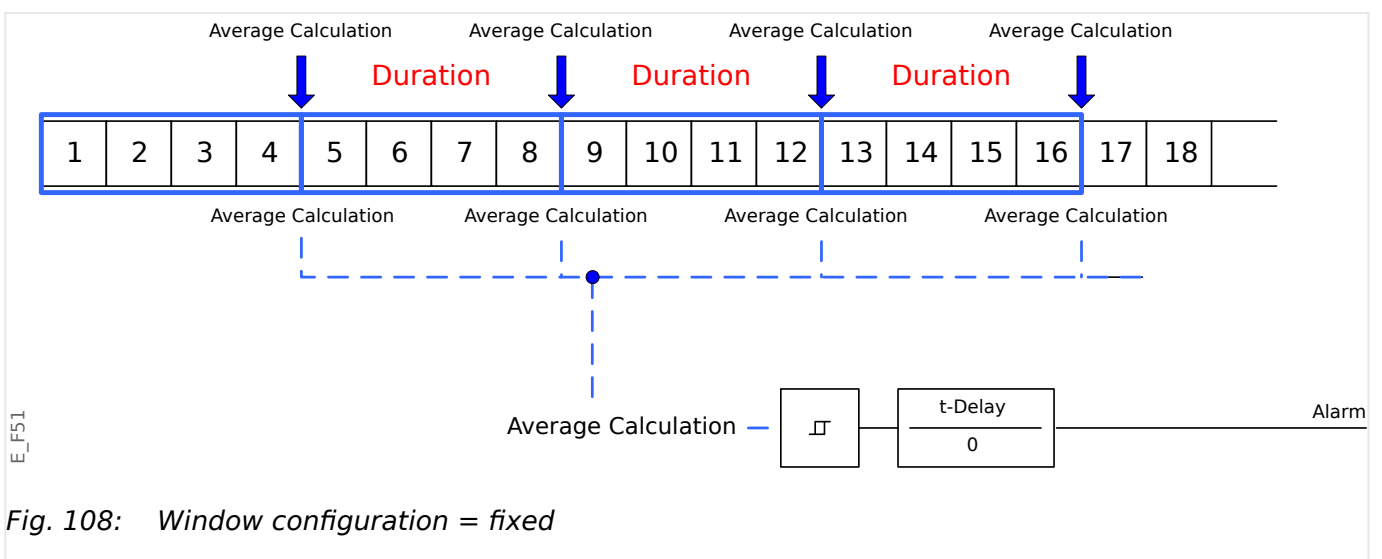 Average Calculation Average Calculation Average Calculation Average Calculation
Duration Duration Duration
1 2 3 4 5 6 7 8 9 10 11 12 13 14 15 16 17 18
Average Calculation Average Calculation Average Calculation Average Calculation
t-Delay
Alarm
Average Calculation
0
E_F51
Fig. 108: Window configuration = fixed